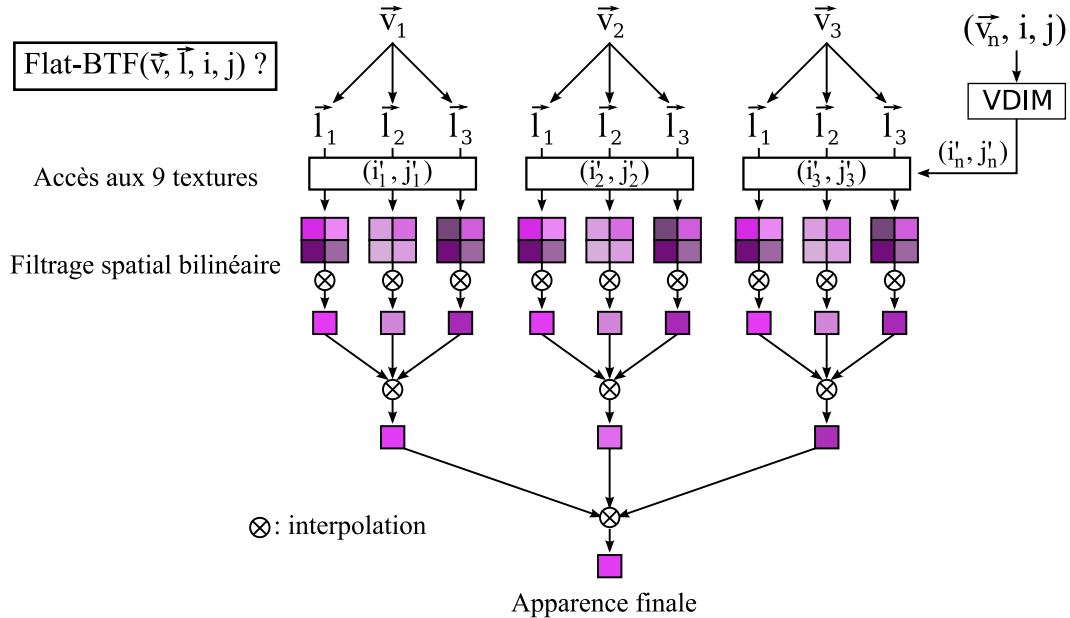 Flat-BTF(v⃗, l⃗, i, j) ?
v⃗₁ v⃗₂ v⃗₃
(v⃗ₙ, i, j)
VDIM
l⃗₁ l⃗₂ l⃗₃ l⃗₁ l⃗₂ l⃗₃ l⃗₁ l⃗₂ l⃗₃
(i'ₙ, j'ₙ)
Accès aux 9 textures
(i'₁, j'₁) (i'₂, j'₂) (i'₃, j'₃)
Filtrage spatial bilinéaire
⊗: interpolation
Apparence finale